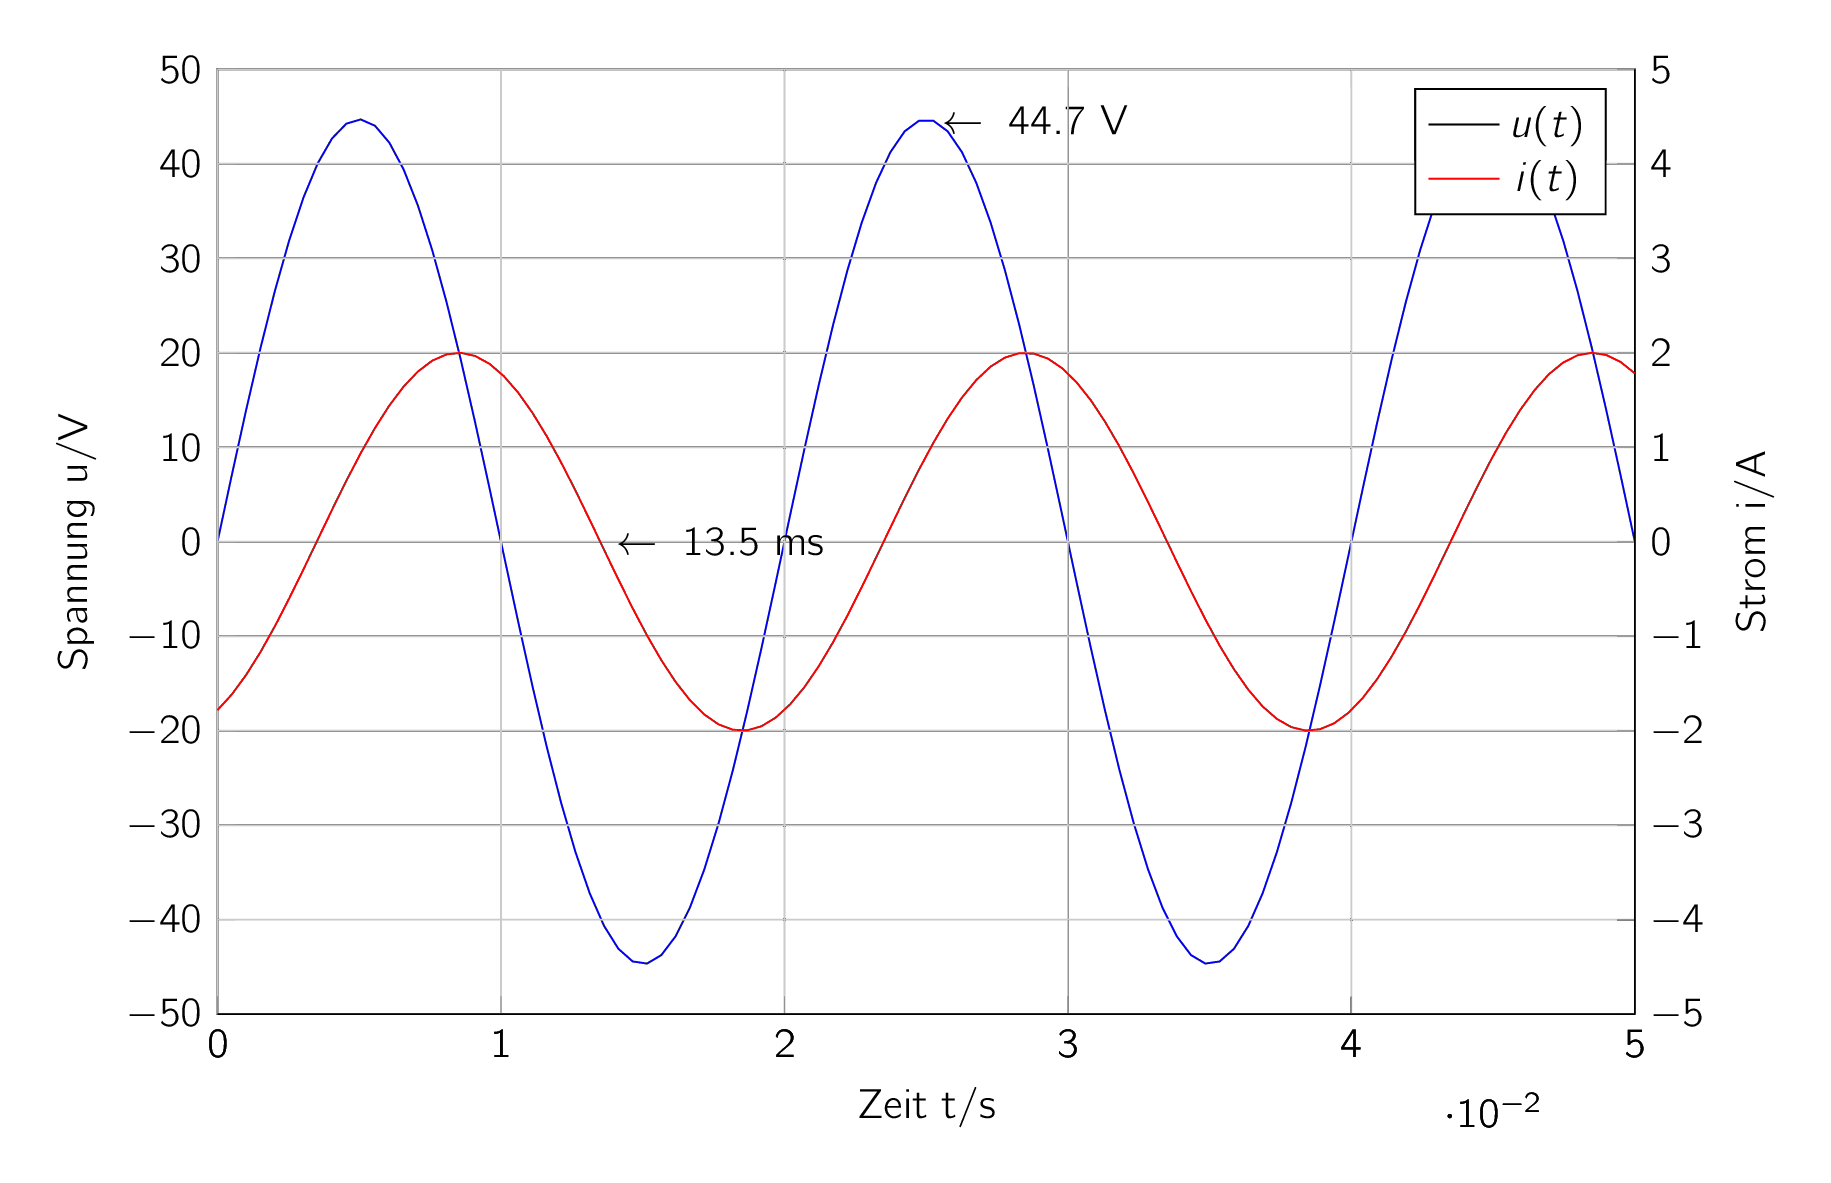 50
40
30
20
10
0
−10
−20
−30
−40
−50
Spannung u/V
← 44.7 V
← 13.5 ms
u(t)
i(t)
5
4
3
2
1
0
−1
−2
−3
−4
−5
Strom i/A
0 1 2 3 4 5
Zeit t/s
·10⁻²